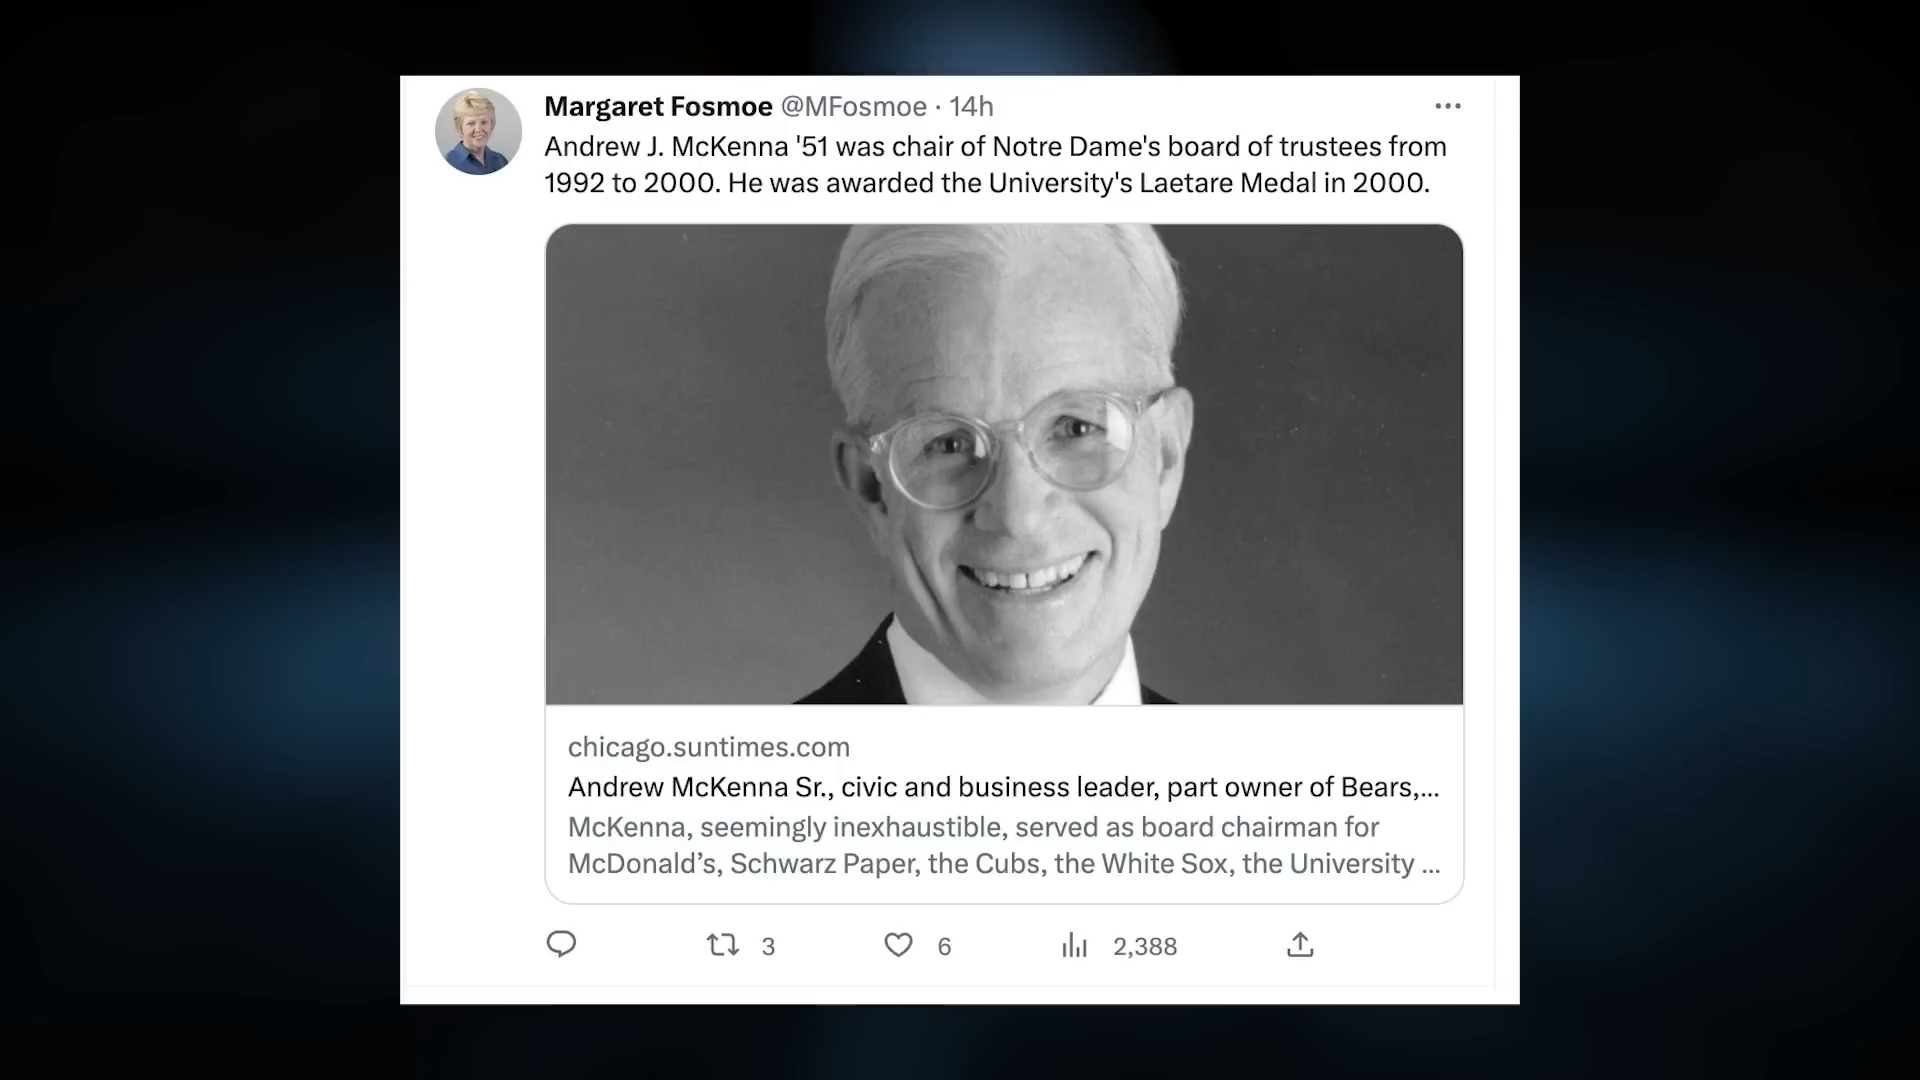 Margaret Fosmoe @MFosmoe · 14h
Andrew J. McKenna '51 was chair of Notre Dame's board of trustees from
1992 to 2000. He was awarded the University's Laetare Medal in 2000.
chicago.suntimes.com
Andrew McKenna Sr., civic and business leader, part owner of Bears,...
McKenna, seemingly inexhaustible, served as board chairman for
McDonald’s, Schwarz Paper, the Cubs, the White Sox, the University ...
3 6 2,388